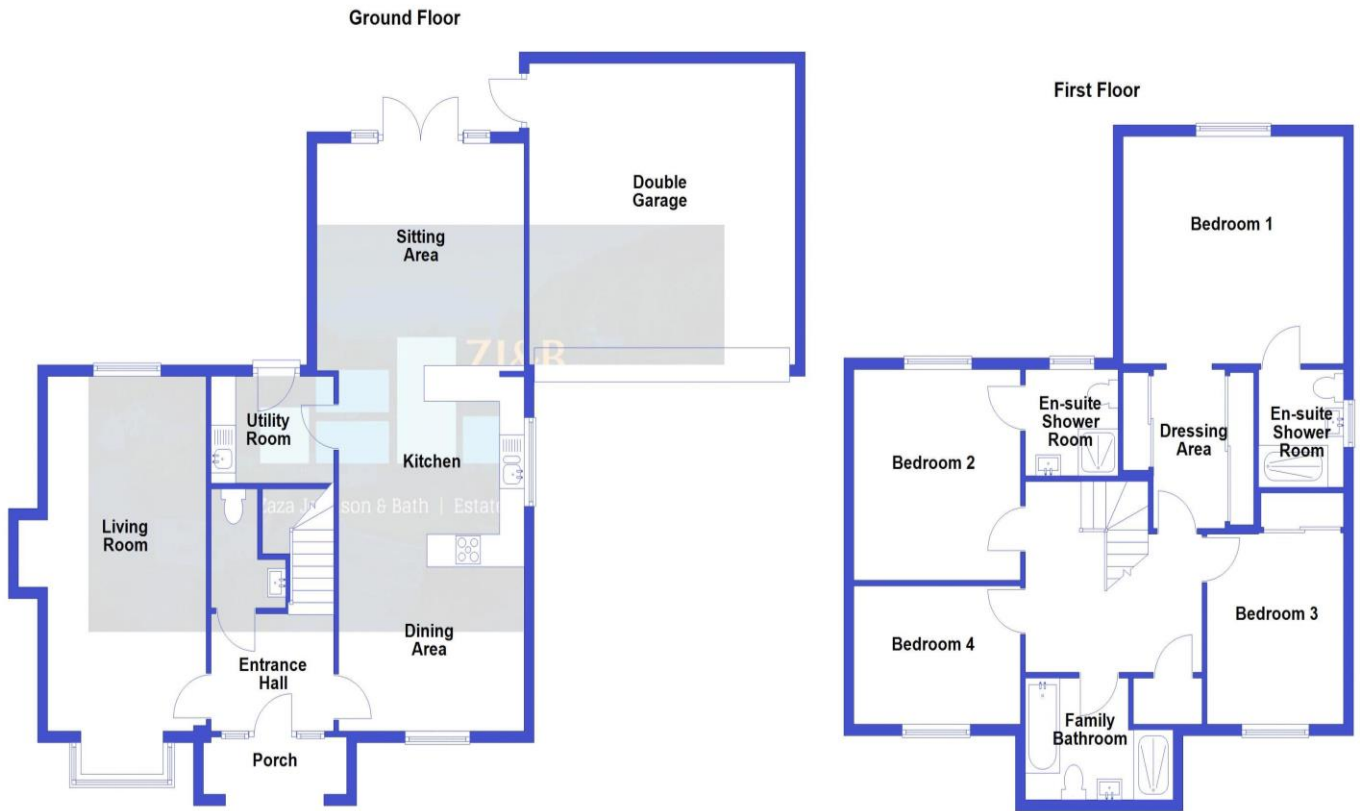 Ground Floor
Double
Garage
Sitting
Area
Utility
Room
Kitchen
Living
Room
Dining
Area
Entrance
Hall
Porch
First Floor
Bedroom 1
En-suite
Shower
Room
Dressing
Area
En-suite
Shower
Room
Bedroom 2
Bedroom 3
Bedroom 4
Family
Bathroom
& Bath | Estate